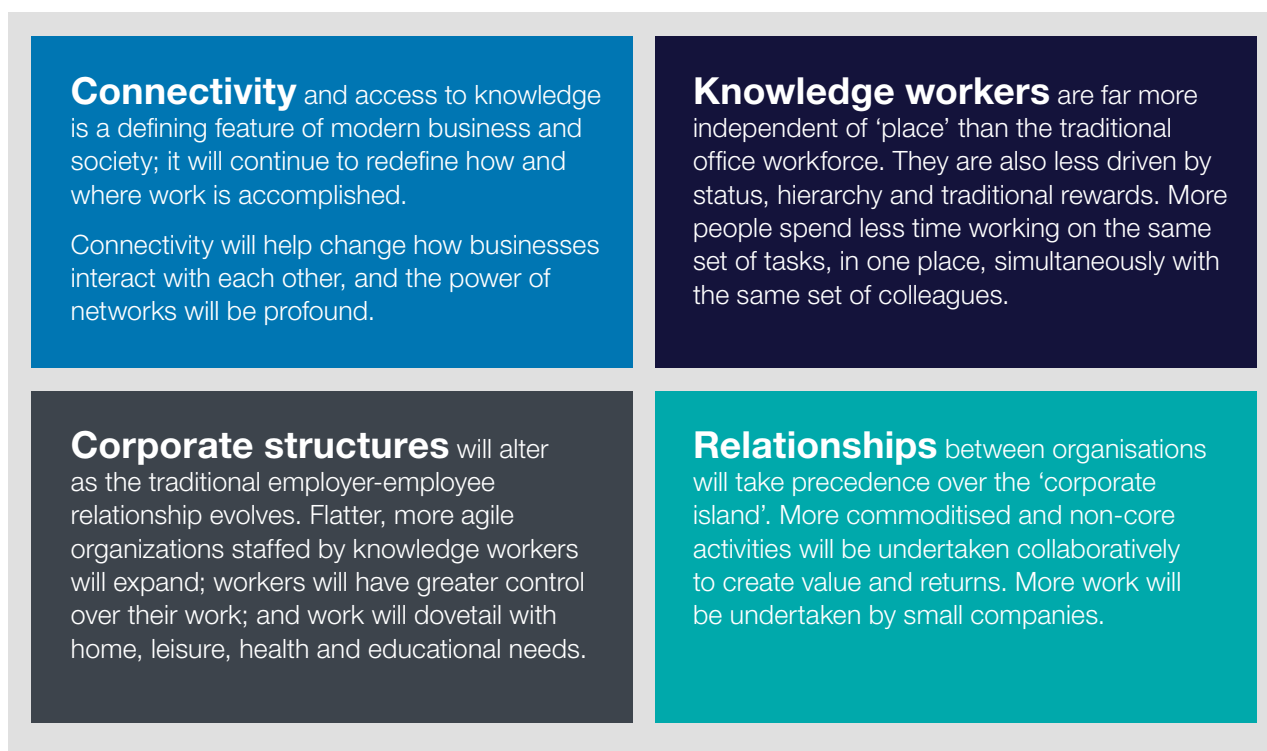 Connectivity and access to knowledge
is a defining feature of modern business and
society; it will continue to redefine how and
where work is accomplished.
Connectivity will help change how businesses
interact with each other, and the power of
networks will be profound.
Knowledge workers are far more
independent of ‘place’ than the traditional
office workforce. They are also less driven by
status, hierarchy and traditional rewards. More
people spend less time working on the same
set of tasks, in one place, simultaneously with
the same set of colleagues.
Corporate structures will alter
as the traditional employer-employee
relationship evolves. Flatter, more agile
organizations staffed by knowledge workers
will expand; workers will have greater control
over their work; and work will dovetail with
home, leisure, health and educational needs.
Relationships between organisations
will take precedence over the ‘corporate
island’. More commoditised and non-core
activities will be undertaken collaboratively
to create value and returns. More work will
be undertaken by small companies.